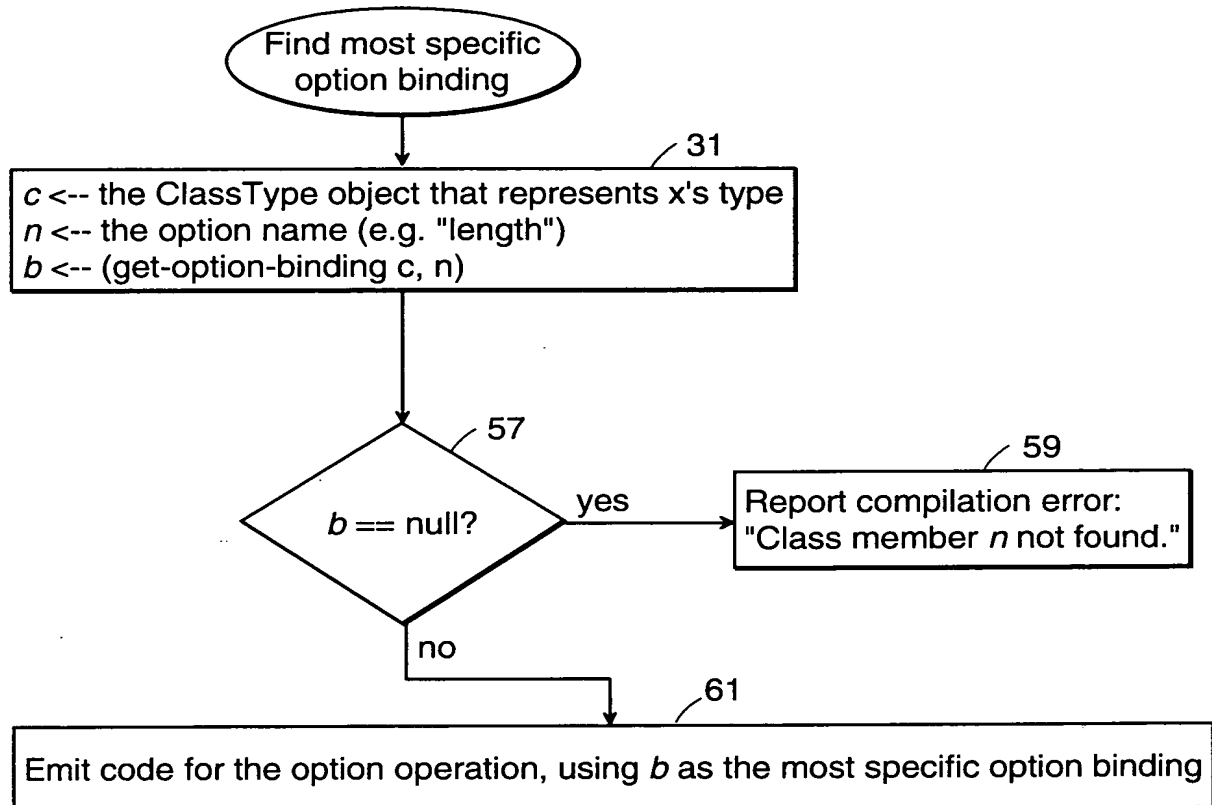 Find most specific
option binding
31
c <-- the ClassType object that represents x's type
n <-- the option name (e.g. "length")
b <-- (get-option-binding c, n)
57
b == null?
yes
59
Report compilation error:
"Class member n not found."
no
61
Emit code for the option operation, using b as the most specific option binding